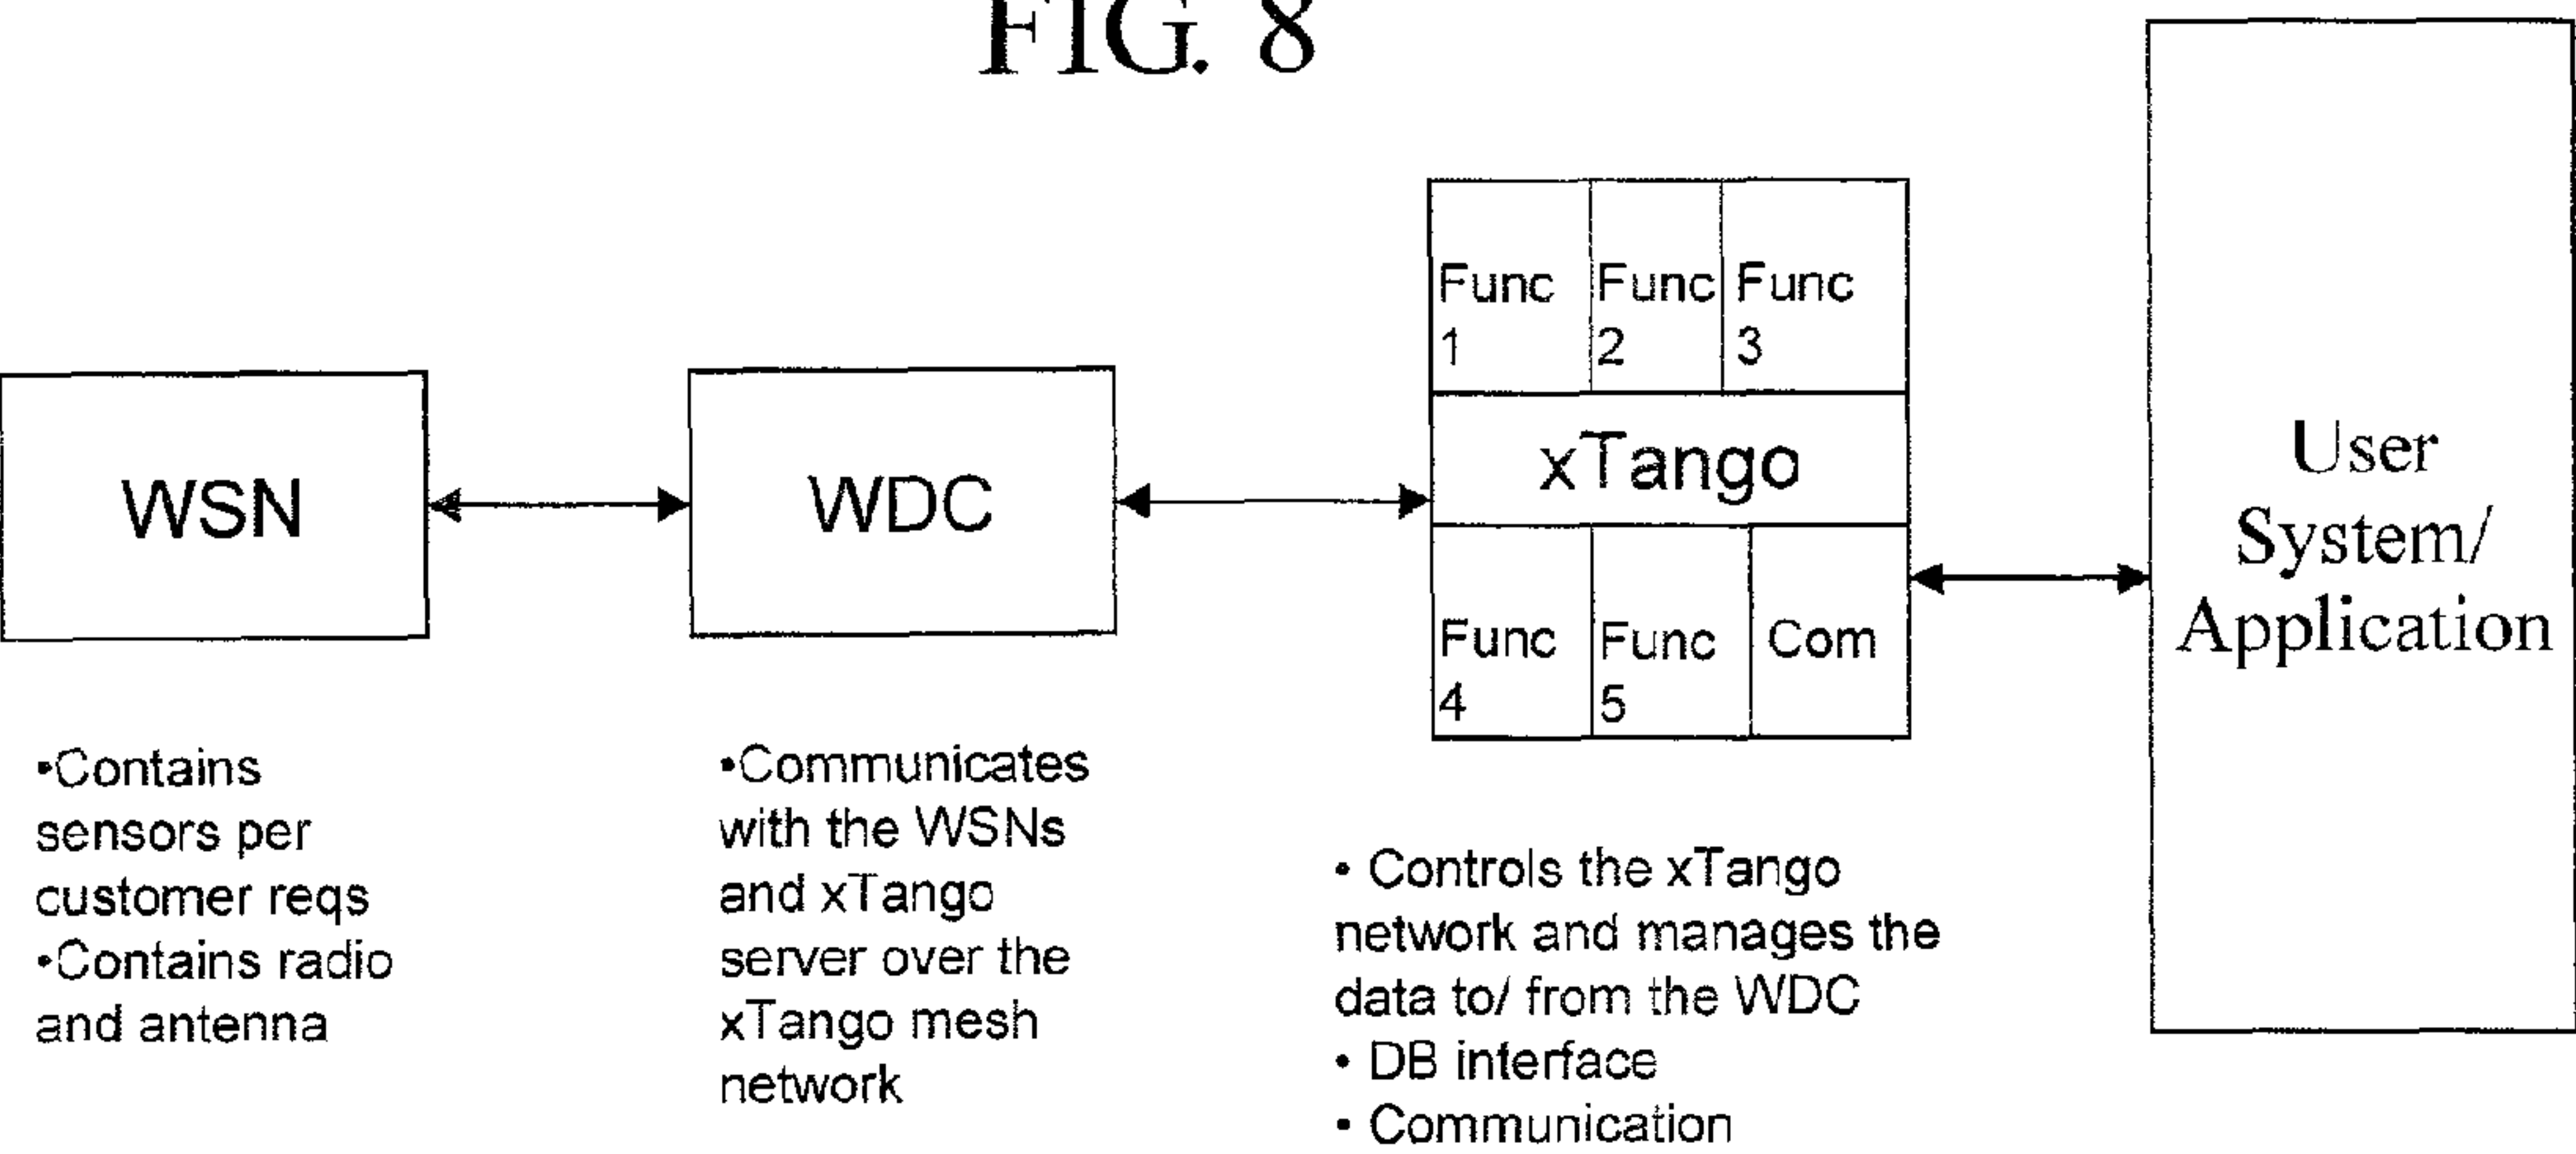 FIG. 8
WSN
•Contains
sensors per
customer reqs
•Contains radio
and antenna
WDC
•Communicates
with the WSNs
and xTango
server over the
xTango mesh
network
Func
1
Func
2
Func
3
xTango
Func
4
Func
5
Com
• Controls the xTango
network and manages the
data to/ from the WDC
• DB interface
• Communication
User
System/
Application